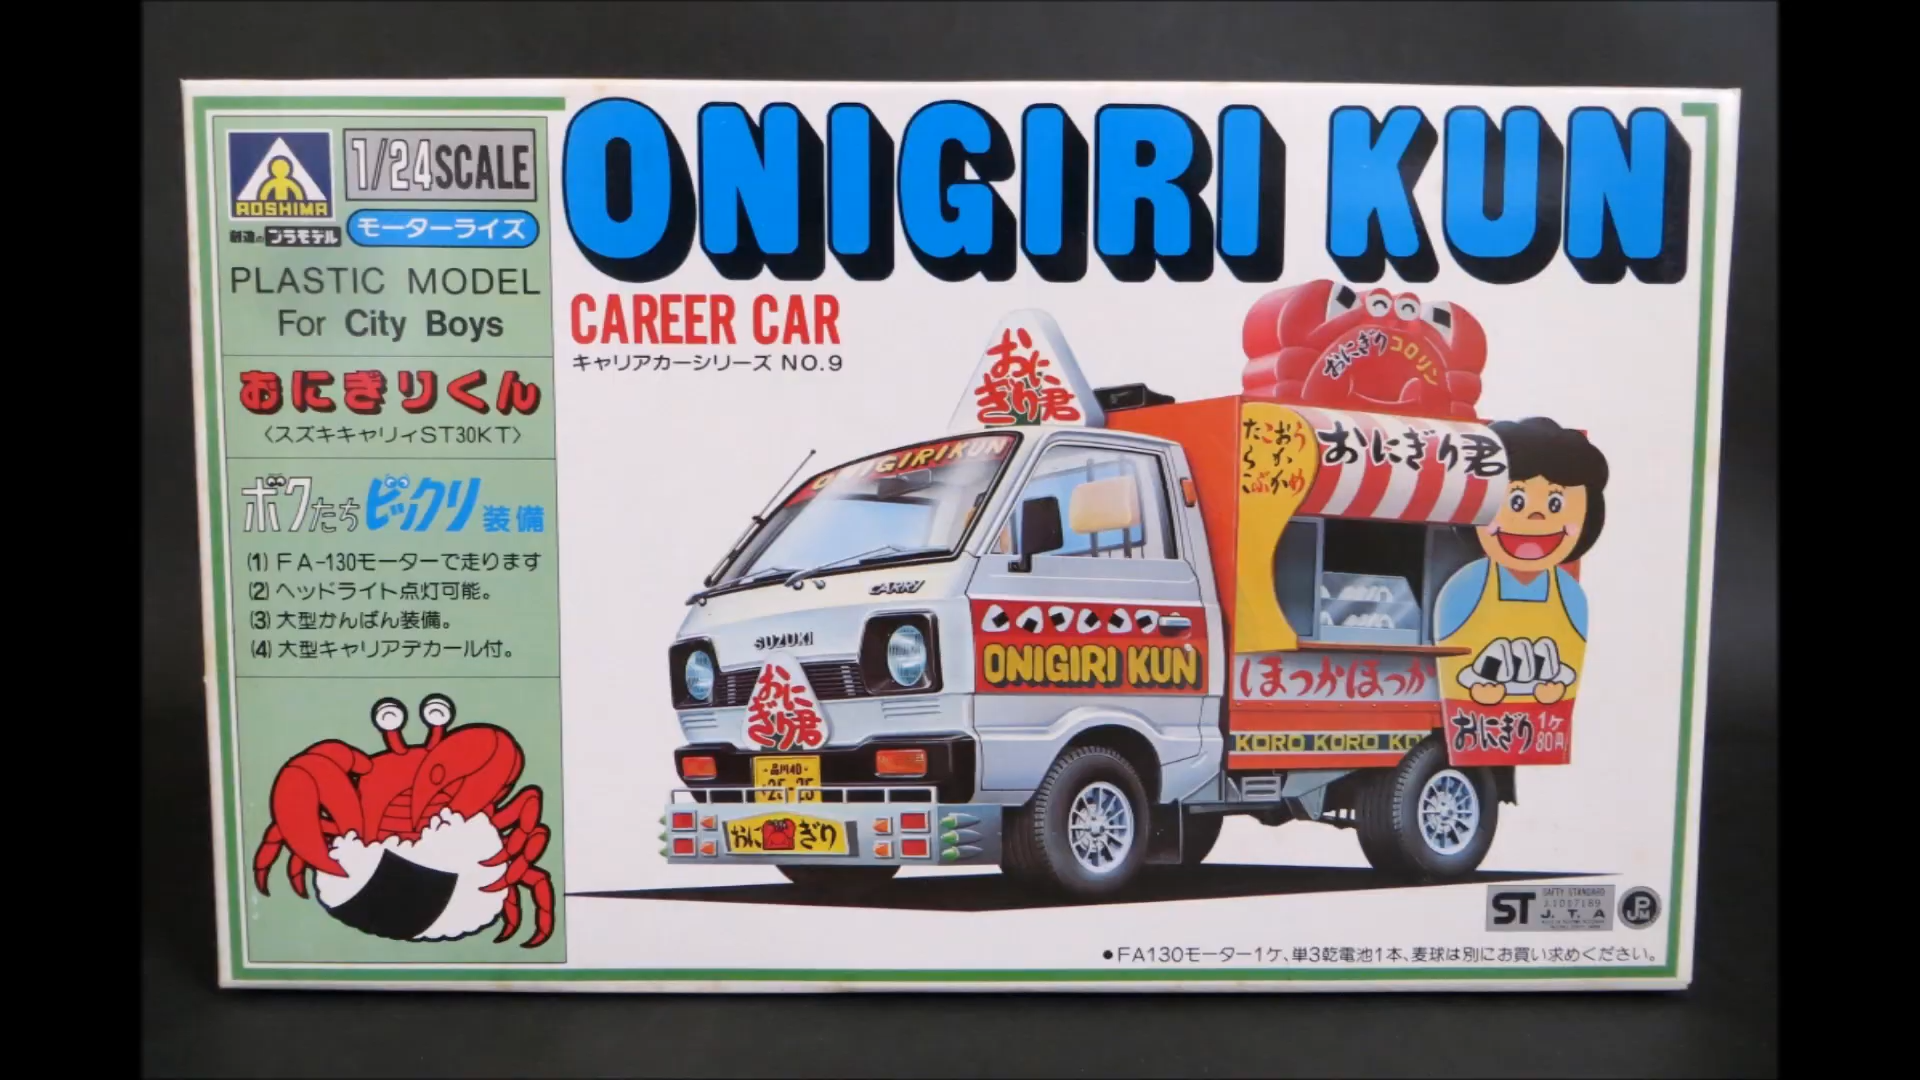 ONIGIRI KUN
AOSHIMA
創造のプラモデル
1/24SCALE
モーターライズ
PLASTIC MODEL
For City Boys
おにぎりくん
〈スズキキャリィST30KT〉
ボクたちビックリ装備
(1) FA-130モーターで走ります
(2) ヘッドライト点灯可能。
(3) 大型かんばん装備。
(4) 大型キャリアデカール付。
CAREER CAR
キャリアカーシリーズ NO.9
おに
ぎり君
おにぎりコロリン
ONIGIRIKUN
たらこ
こぶ
おかか
うめ
おにぎり君
CARRY
SUZUKI
ONIGIRI KUN
おに
ぎり君
ほっかほっか
KORO KORO KO
おにぎり
1ケ
80円
品川40
25-25
おにぎり
ST
SAFTY STANDARD
J.T.A
JPM
●FA130モーター1ケ、単3乾電池1本、麦球は別にお買い求めください。